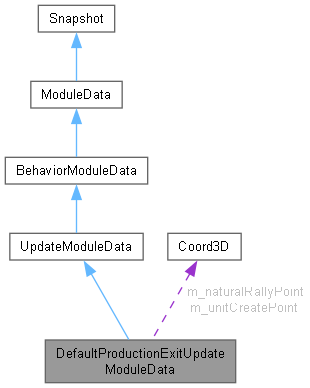 Snapshot
ModuleData
BehaviorModuleData
UpdateModuleData
Coord3D
m_naturalRallyPoint
m_unitCreatePoint
DefaultProductionExitUpdate
ModuleData